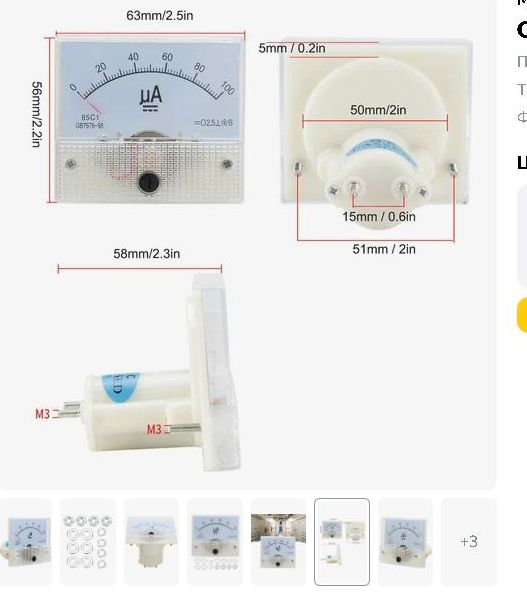 63mm/2.5in
56mm/2.2in
0
20
40
60
80
100
μA
85C1
GB7676-98
5mm / 0.2in
50mm/2in
15mm / 0.6in
51mm / 2in
58mm/2.3in
M3
M3
+3